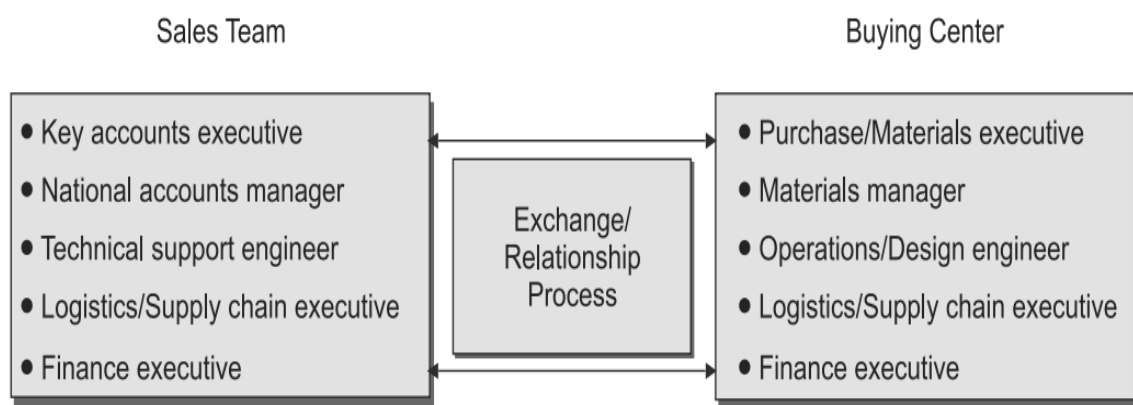 Sales Team
Buying Center
• Key accounts executive
• National accounts manager
• Technical support engineer
• Logistics/Supply chain executive
• Finance executive
Exchange/
Relationship
Process
• Purchase/Materials executive
• Materials manager
• Operations/Design engineer
• Logistics/Supply chain executive
• Finance executive